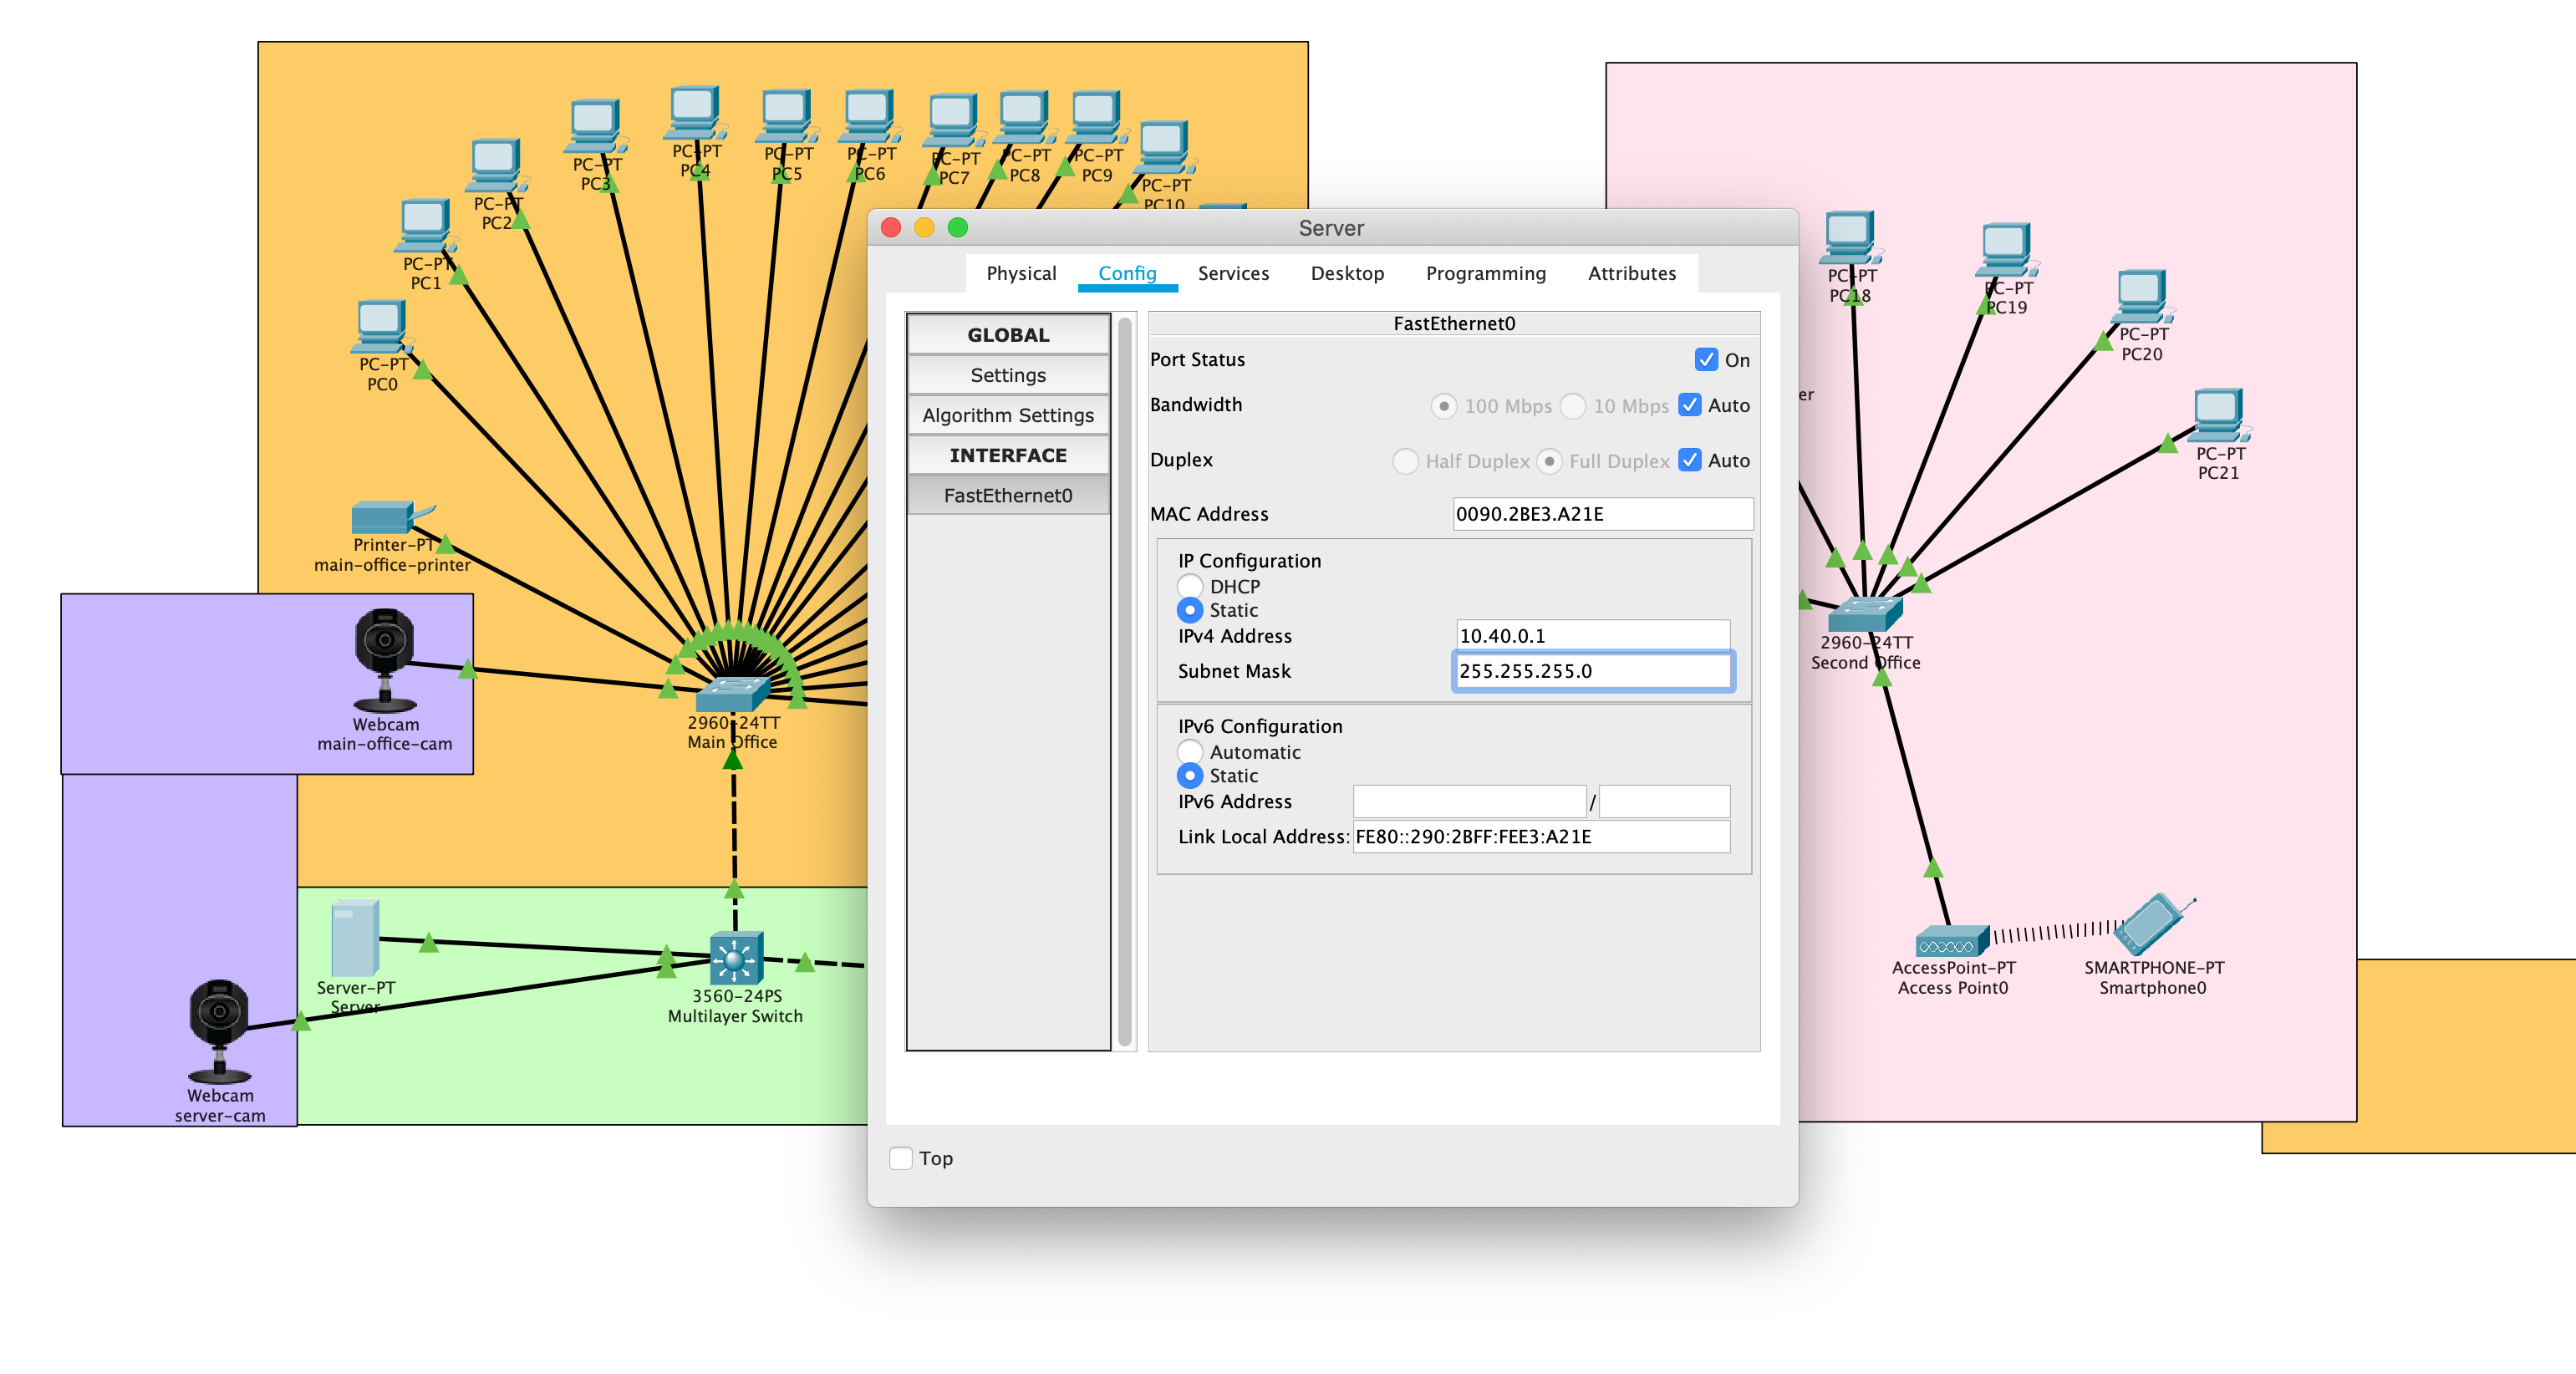 PC-PT
PC0
PC-PT
PC1
PC-PT
PC2
PC-PT
PC3
PC-PT
PC4
PC-PT
PC5
PC-PT
PC6
PC-PT
PC7
PC-PT
PC8
PC-PT
PC9
PC-PT
PC10
Printer-PT
main-office-printer
Webcam
main-office-cam
2960-24TT
Main Office
Server-PT
Server
Webcam
server-cam
3560-24PS
Multilayer Switch
Server
Physical
Config
Services
Desktop
Programming
Attributes
GLOBAL
Settings
Algorithm Settings
INTERFACE
FastEthernet0
FastEthernet0
Port Status
On
Bandwidth
100 Mbps
10 Mbps
Auto
Duplex
Half Duplex
Full Duplex
Auto
MAC Address
0090.2BE3.A21E
IP Configuration
DHCP
Static
IPv4 Address
10.40.0.1
Subnet Mask
255.255.255.0
IPv6 Configuration
Automatic
Static
IPv6 Address
/
Link Local Address:
FE80::290:2BFF:FEE3:A21E
Top
er
PC-PT
PC18
PC-PT
PC19
PC-PT
PC20
PC-PT
PC21
2960-24TT
Second Office
AccessPoint-PT
Access Point0
SMARTPHONE-PT
Smartphone0